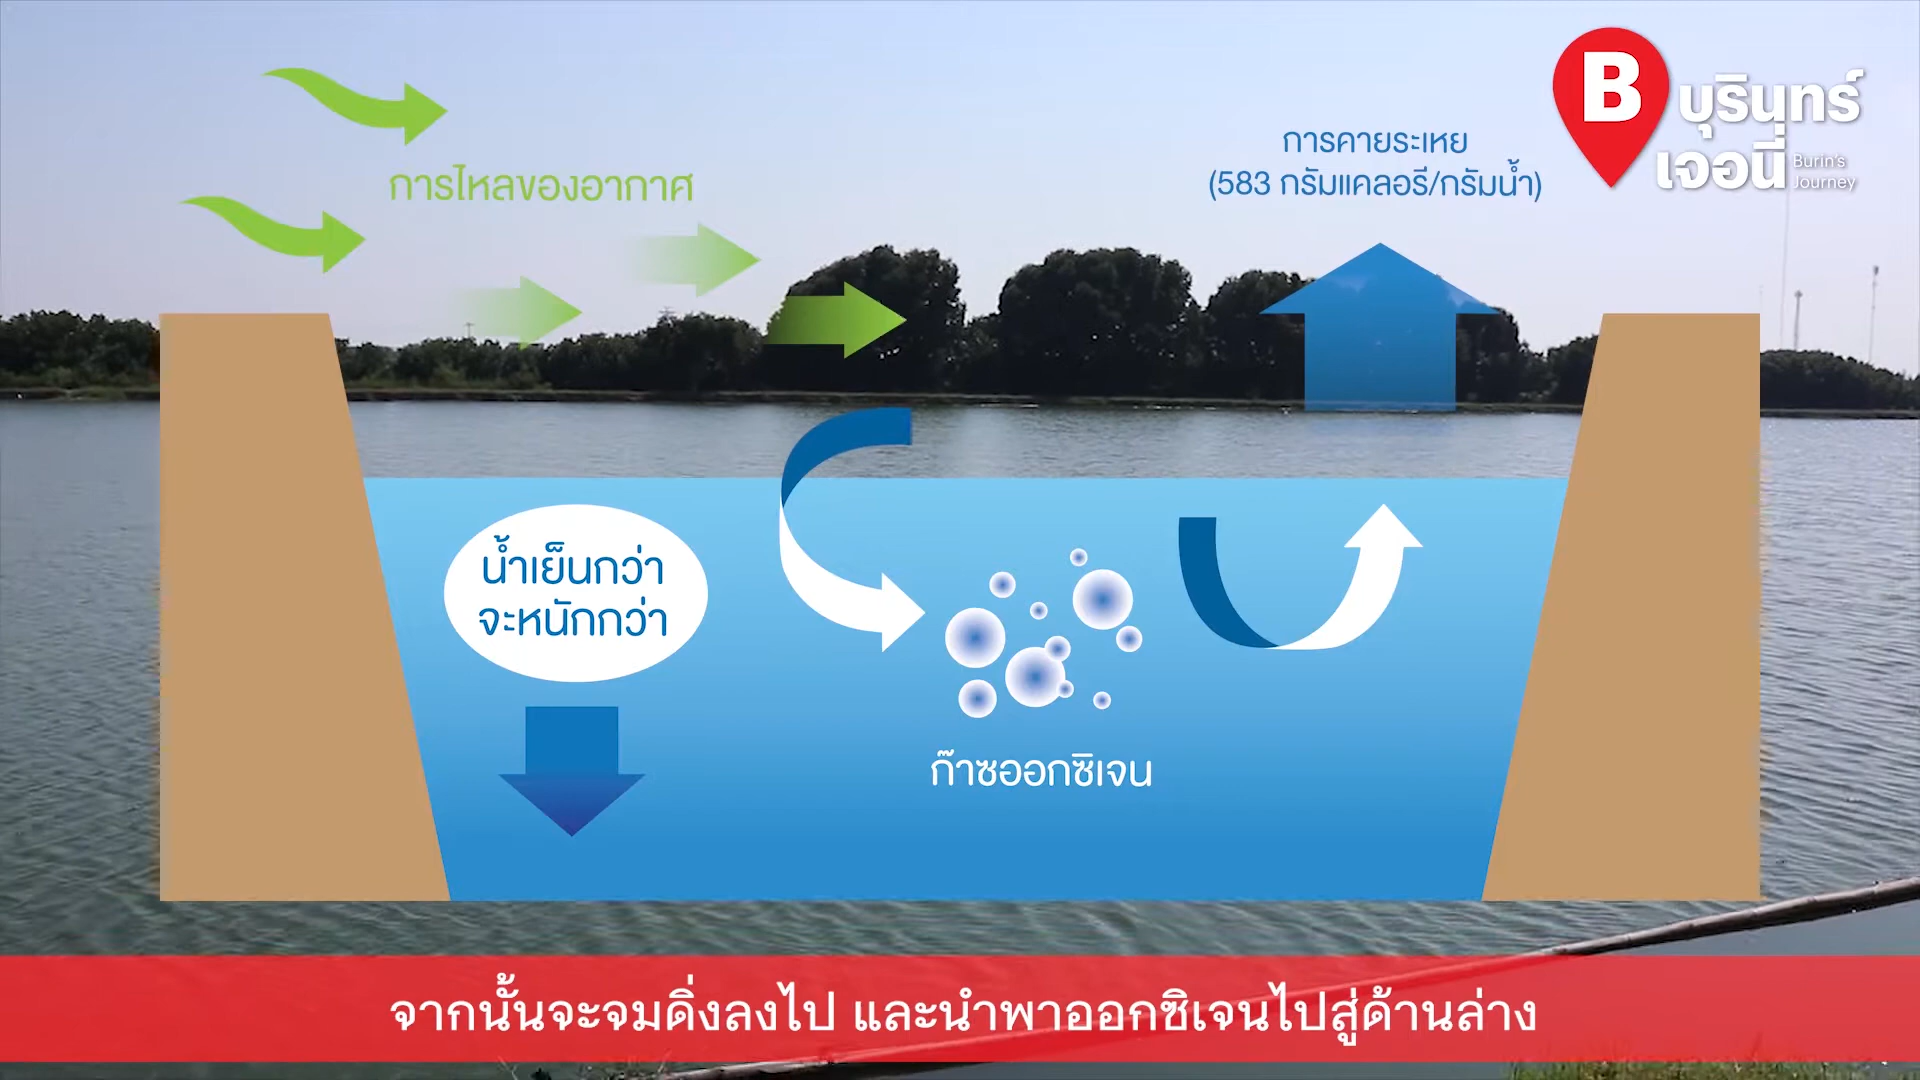 B
บุรินทร์
เจอนี่
Burin's
Journey
การคายระเหย
(583 กรัมแคลอรี/กรัมน้ำ)
การไหลของอากาศ
น้ำเย็นกว่า
จะหนักกว่า
ก๊าซออกซิเจน
จากนั้นจะจมดิ่งลงไป และนำพาออกซิเจนไปสู่ด้านล่าง